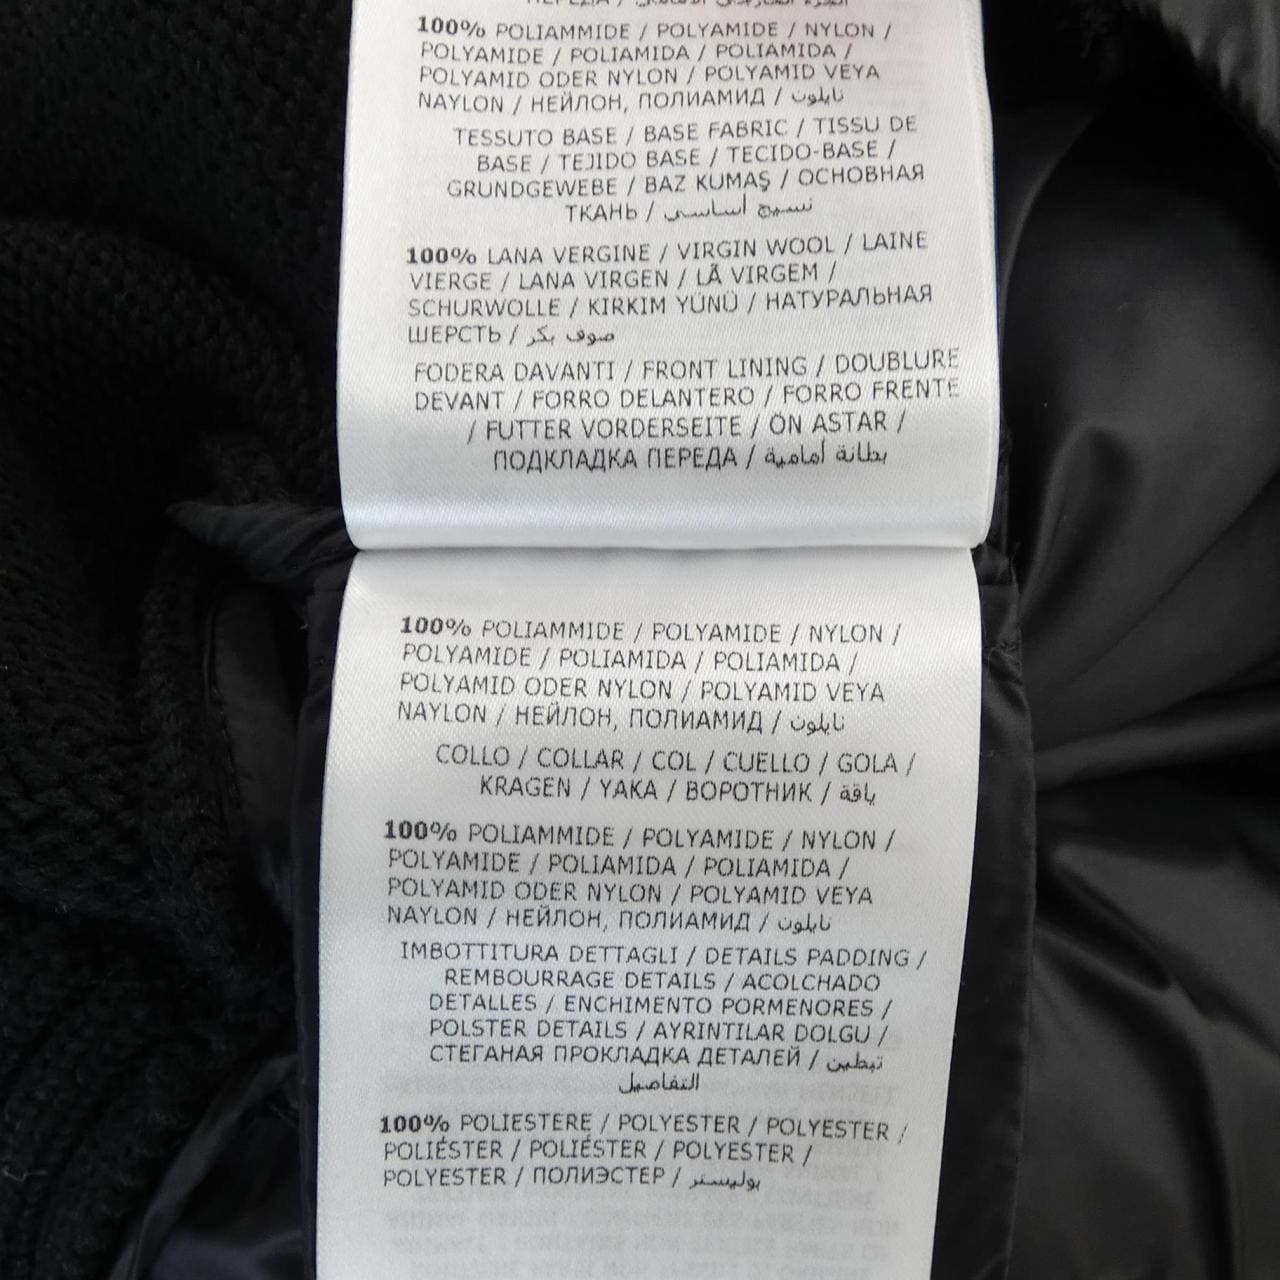 ПЕРЕДА / الجزء الخارجي الأمامي
100% POLIAMMIDE / POLYAMIDE / NYLON /
POLYAMIDE / POLIAMIDA / POLIAMIDA /
POLYAMID ODER NYLON / POLYAMID VEYA
NAYLON / НЕЙЛОН, ПОЛИАМИД / نايلون
TESSUTO BASE / BASE FABRIC / TISSU DE
BASE / TEJIDO BASE / TECIDO-BASE /
GRUNDGEWEBE / BAZ KUMAŞ / ОСНОВНАЯ
ТКАНЬ / نسيج أساسي
100% LANA VERGINE / VIRGIN WOOL / LAINE
VIERGE / LANA VIRGEN / LÃ VIRGEM /
SCHURWOLLE / KIRKIM YÜNÜ / НАТУРАЛЬНАЯ
ШЕРСТЬ / صوف بكر
FODERA DAVANTI / FRONT LINING / DOUBLURE
DEVANT / FORRO DELANTERO / FORRO FRENTE
/ FUTTER VORDERSEITE / ÖN ASTAR /
ПОДКЛАДКА ПЕРЕДА / بطانة أمامية
100% POLIAMMIDE / POLYAMIDE / NYLON /
POLYAMIDE / POLIAMIDA / POLIAMIDA /
POLYAMID ODER NYLON / POLYAMID VEYA
NAYLON / НЕЙЛОН, ПОЛИАМИД / نايلون
COLLO / COLLAR / COL / CUELLO / GOLA /
KRAGEN / YAKA / ВОРОТНИК / ياقة
100% POLIAMMIDE / POLYAMIDE / NYLON /
POLYAMIDE / POLIAMIDA / POLIAMIDA /
POLYAMID ODER NYLON / POLYAMID VEYA
NAYLON / НЕЙЛОН, ПОЛИАМИД / نايلون
IMBOTTITURA DETTAGLI / DETAILS PADDING /
REMBOURRAGE DETAILS / ACOLCHADO
DETALLES / ENCHIMENTO PORMENORES /
POLSTER DETAILS / AYRINTILAR DOLGU /
СТЕГАНАЯ ПРОКЛАДКА ДЕТАЛЕЙ / تبطين
التفاصيل
100% POLIESTERE / POLYESTER / POLYESTER /
POLIÉSTER / POLIÉSTER / POLYESTER /
POLYESTER / ПОЛИЭСТЕР / بوليستر